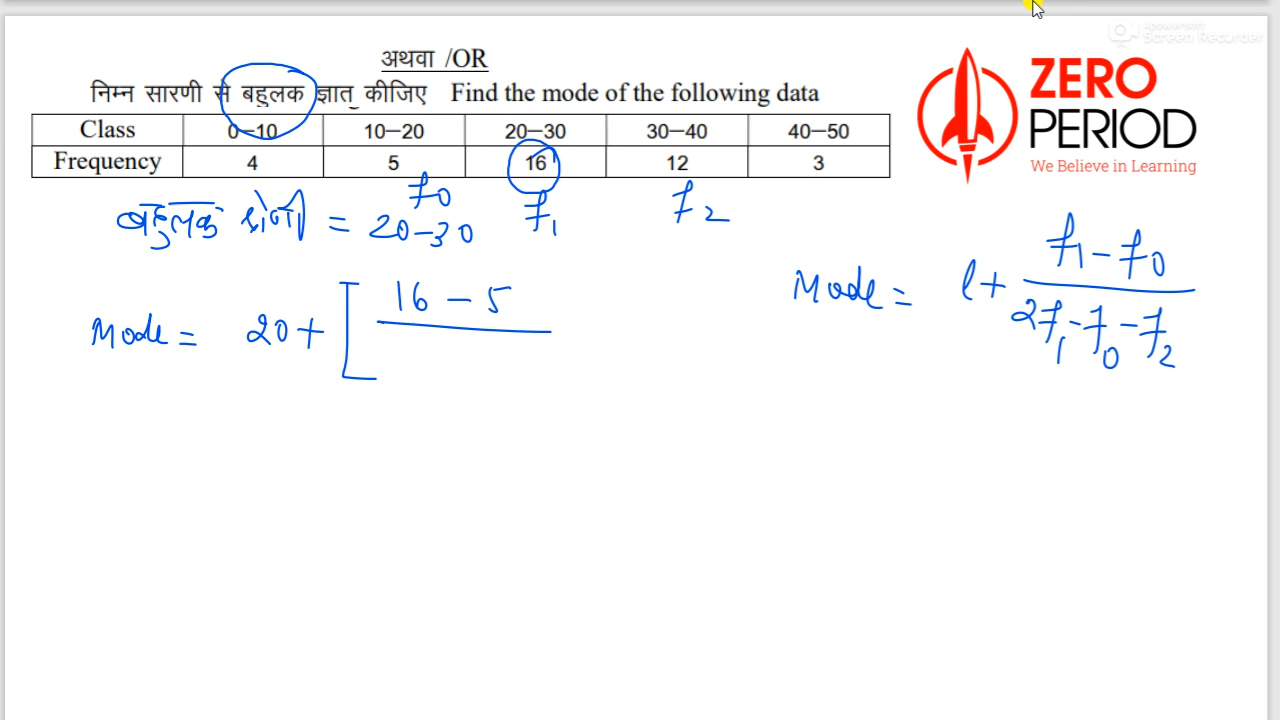 अथवा /OR
निम्न सारणी से बहुलक ज्ञात कीजिए Find the mode of the following data
Class 0–10 10–20 20–30 30–40 40–50
Frequency 4 5 16 12 3
f0 f1 f2
बहुलक श्रेणी = 20-30
Mode = l + f1 - f0
2f1 - f0 - f2
Mode = 20 + [ 16 - 5
ZERO
PERIOD
We Believe in Learning
Apowersoft
Screen Recorder